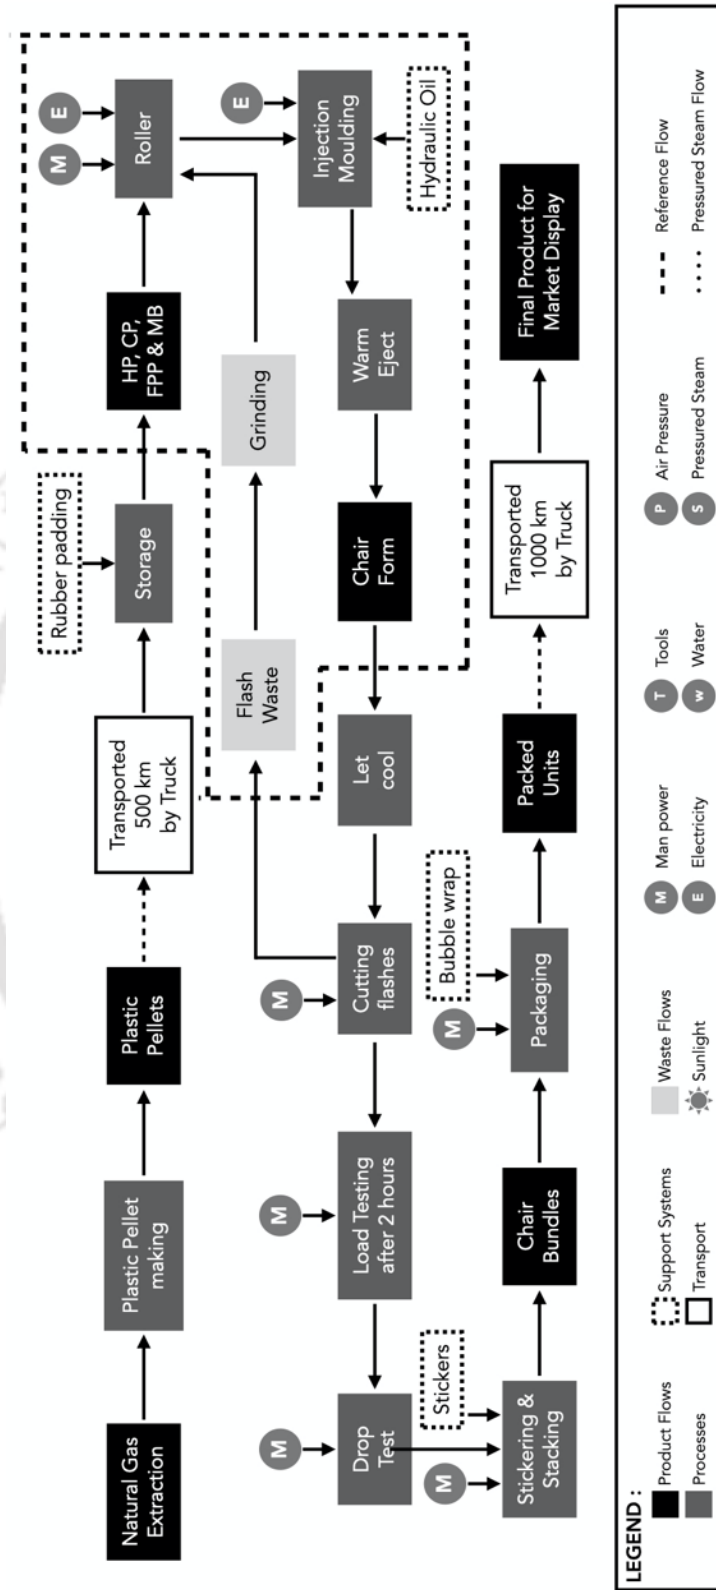 Natural Gas
Extraction
Plastic Pellet
making
Plastic
Pellets
Transported
500 km
by Truck
Rubber padding
Storage
HP, CP,
FPP & MB
M
E
Roller
E
Injection
Moulding
Hydraulic Oil
Flash
Waste
Grinding
Warm
Eject
Chair
Form
Let
cool
M
Cutting
flashes
M
Load Testing
after 2 hours
M
Drop
Test
M
Stickers
Stickering &
Stacking
Chair
Bundles
M
Bubble wrap
Packaging
Packed
Units
Transported
1000 km
by Truck
Final Product for
Market Display
LEGEND :
Product Flows
Support Systems
Waste Flows
M Man power
T Tools
P Air Pressure
Reference Flow
Processes
Transport
Sunlight
E Electricity
W Water
S Pressured Steam
Pressured Steam Flow